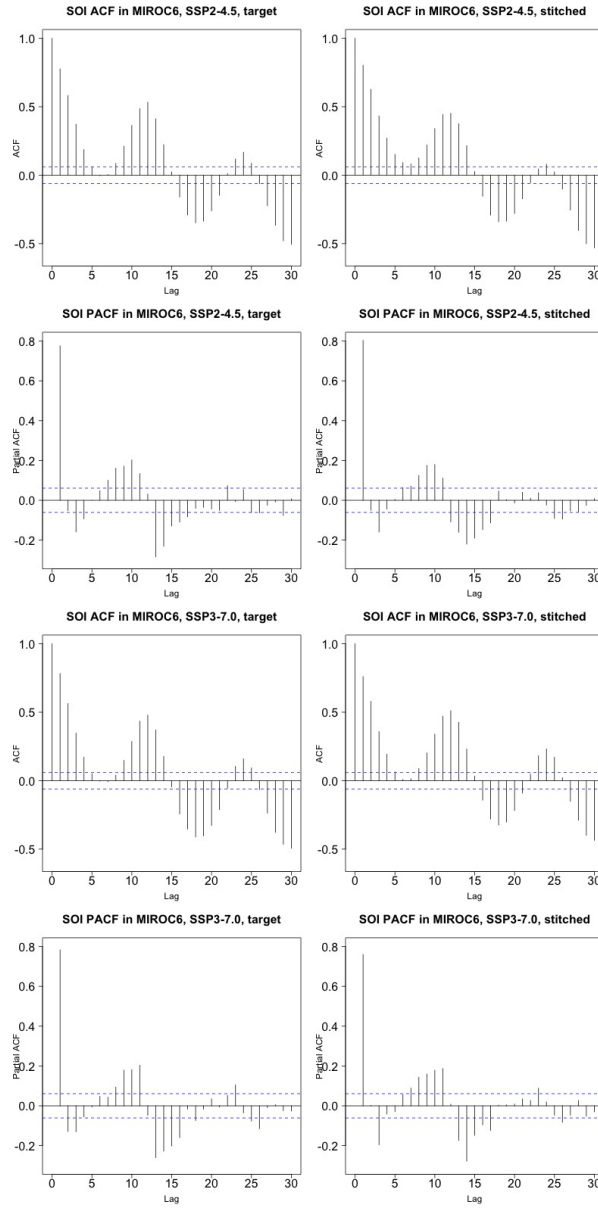 SOI ACF in MIROC6, SSP2-4.5, target
1.0
0.5
0.0
-0.5
ACF
0 5 10 15 20 25 30
Lag
SOI ACF in MIROC6, SSP2-4.5, stitched
1.0
0.5
0.0
-0.5
ACF
0 5 10 15 20 25 30
Lag
SOI PACF in MIROC6, SSP2-4.5, target
0.8
0.6
0.4
0.2
0.0
-0.2
Partial ACF
0 5 10 15 20 25 30
Lag
SOI PACF in MIROC6, SSP2-4.5, stitched
0.8
0.6
0.4
0.2
0.0
-0.2
Partial ACF
0 5 10 15 20 25 30
Lag
SOI ACF in MIROC6, SSP3-7.0, target
1.0
0.5
0.0
-0.5
ACF
0 5 10 15 20 25 30
Lag
SOI ACF in MIROC6, SSP3-7.0, stitched
1.0
0.5
0.0
-0.5
ACF
0 5 10 15 20 25 30
Lag
SOI PACF in MIROC6, SSP3-7.0, target
0.8
0.6
0.4
0.2
0.0
-0.2
Partial ACF
0 5 10 15 20 25 30
Lag
SOI PACF in MIROC6, SSP3-7.0, stitched
0.8
0.6
0.4
0.2
0.0
-0.2
Partial ACF
0 5 10 15 20 25 30
Lag